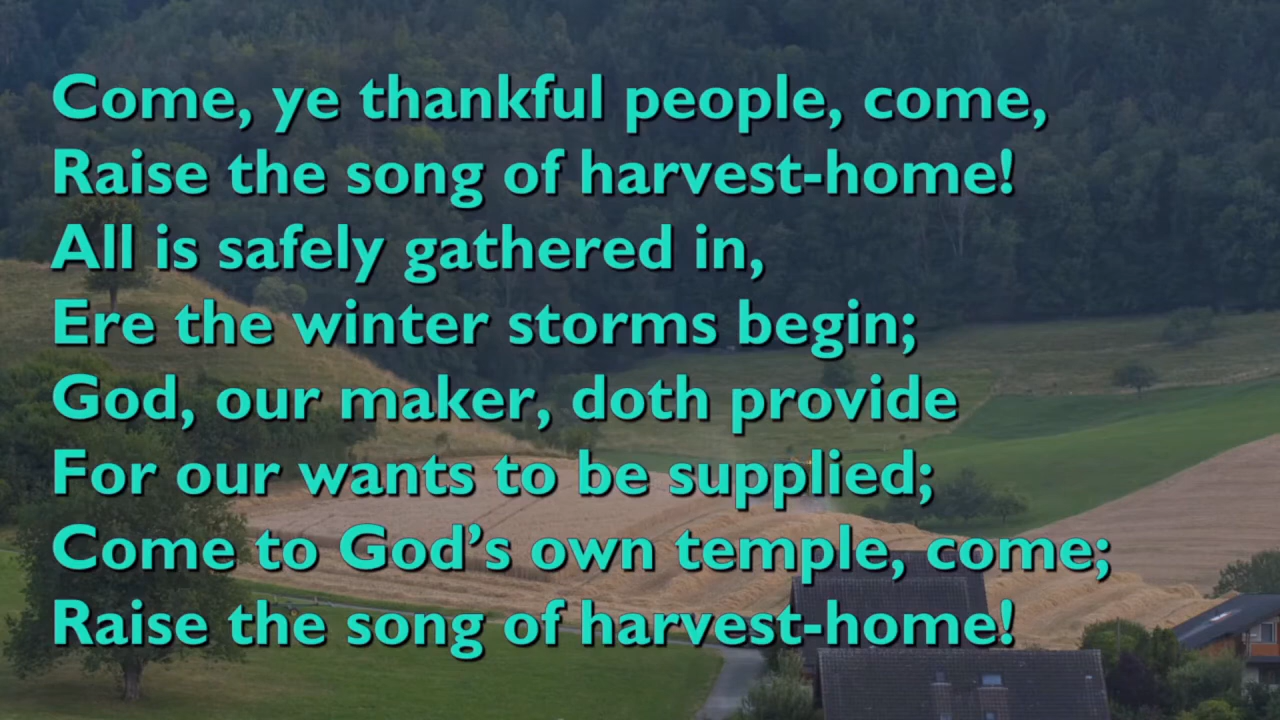 Come, ye thankful people, come,
Raise the song of harvest-home!
All is safely gathered in,
Ere the winter storms begin;
God, our maker, doth provide
For our wants to be supplied;
Come to God’s own temple, come;
Raise the song of harvest-home!